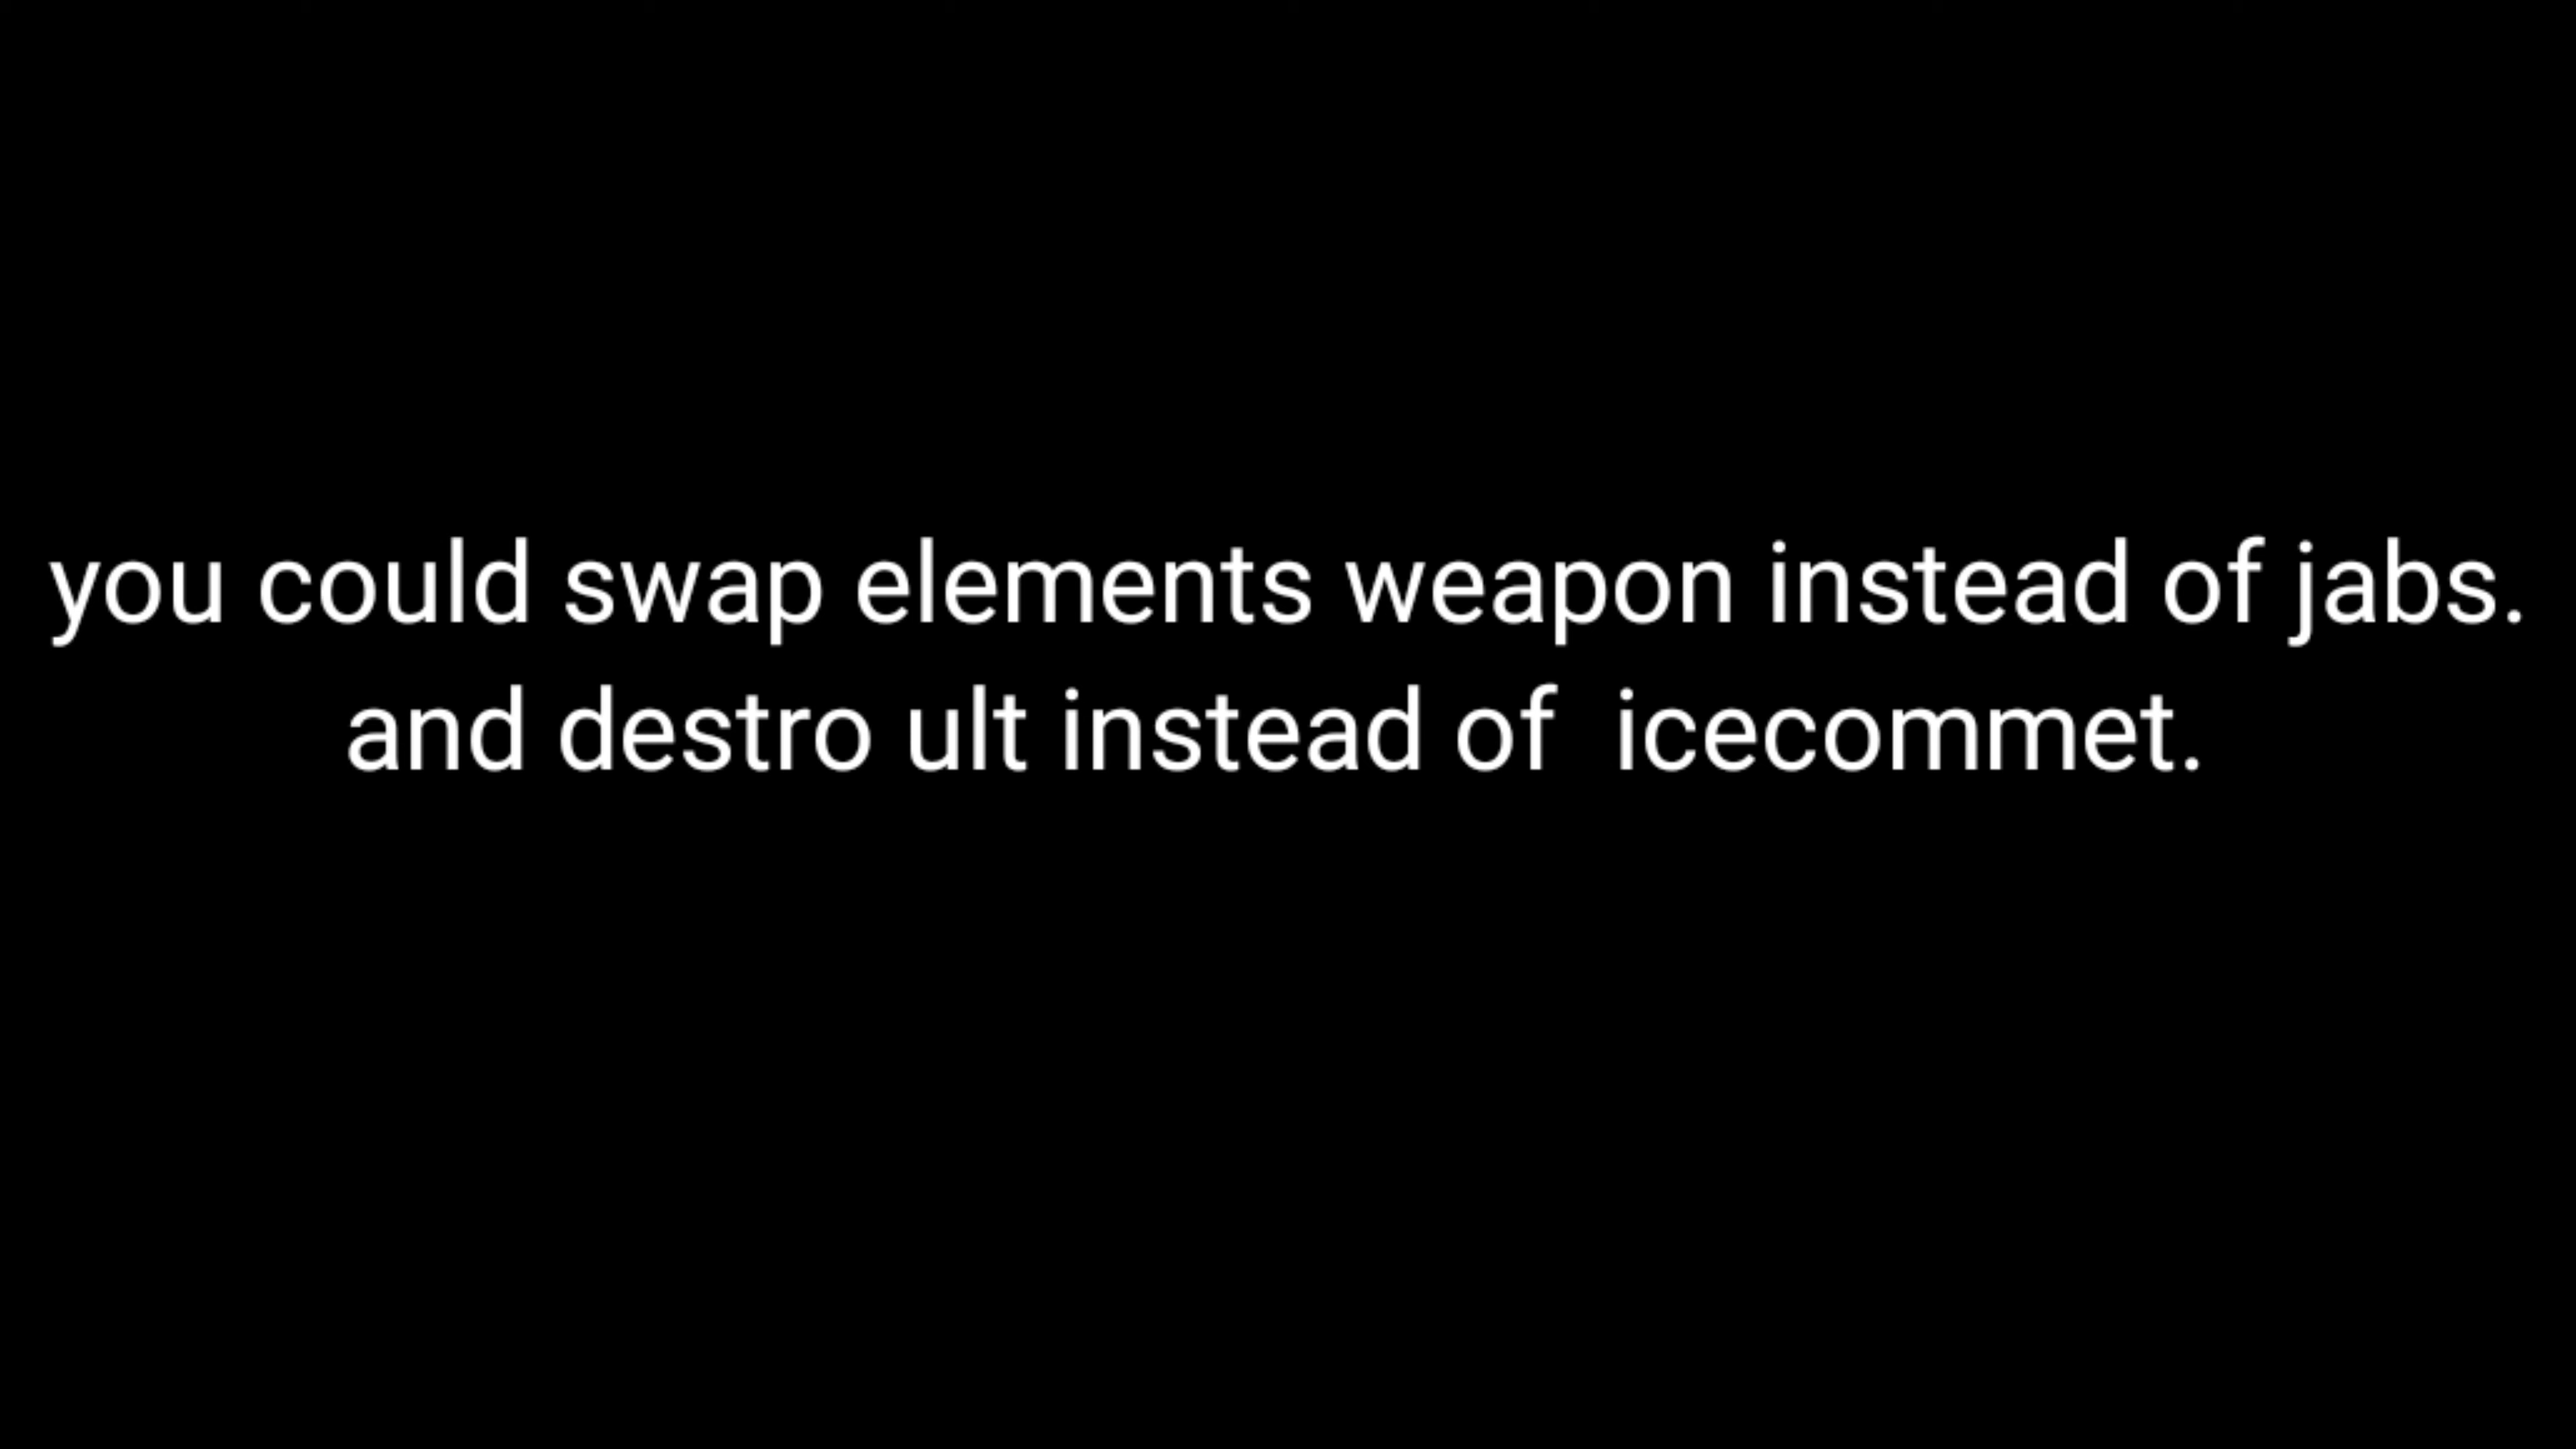 you could swap elements weapon instead of jabs.
and destro ult instead of  icecommet.